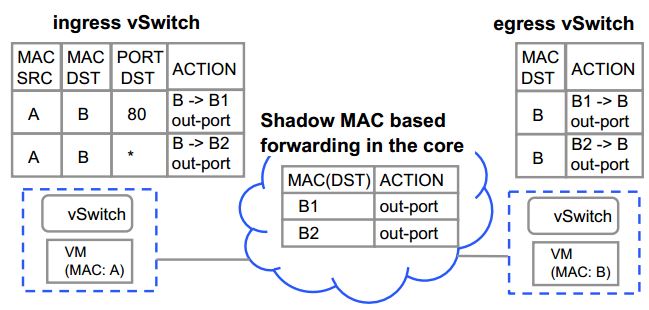 ingress vSwitch
MAC SRC MAC DST PORT DST ACTION
A B 80 B -> B1 out-port
A B * B -> B2 out-port
vSwitch
VM
(MAC: A)
Shadow MAC based
forwarding in the core
MAC(DST) ACTION
B1 out-port
B2 out-port
egress vSwitch
MAC DST ACTION
B B1 -> B out-port
B B2 -> B out-port
vSwitch
VM
(MAC: B)